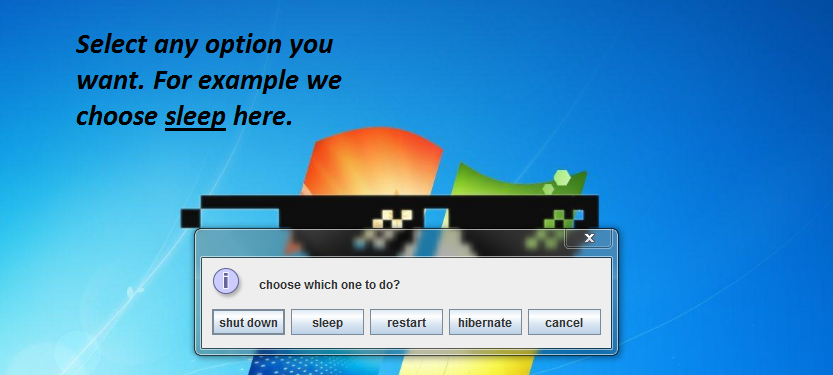 Select any option you
want. For example we
choose sleep here.
x
i
choose which one to do?
shut down sleep restart hibernate cancel